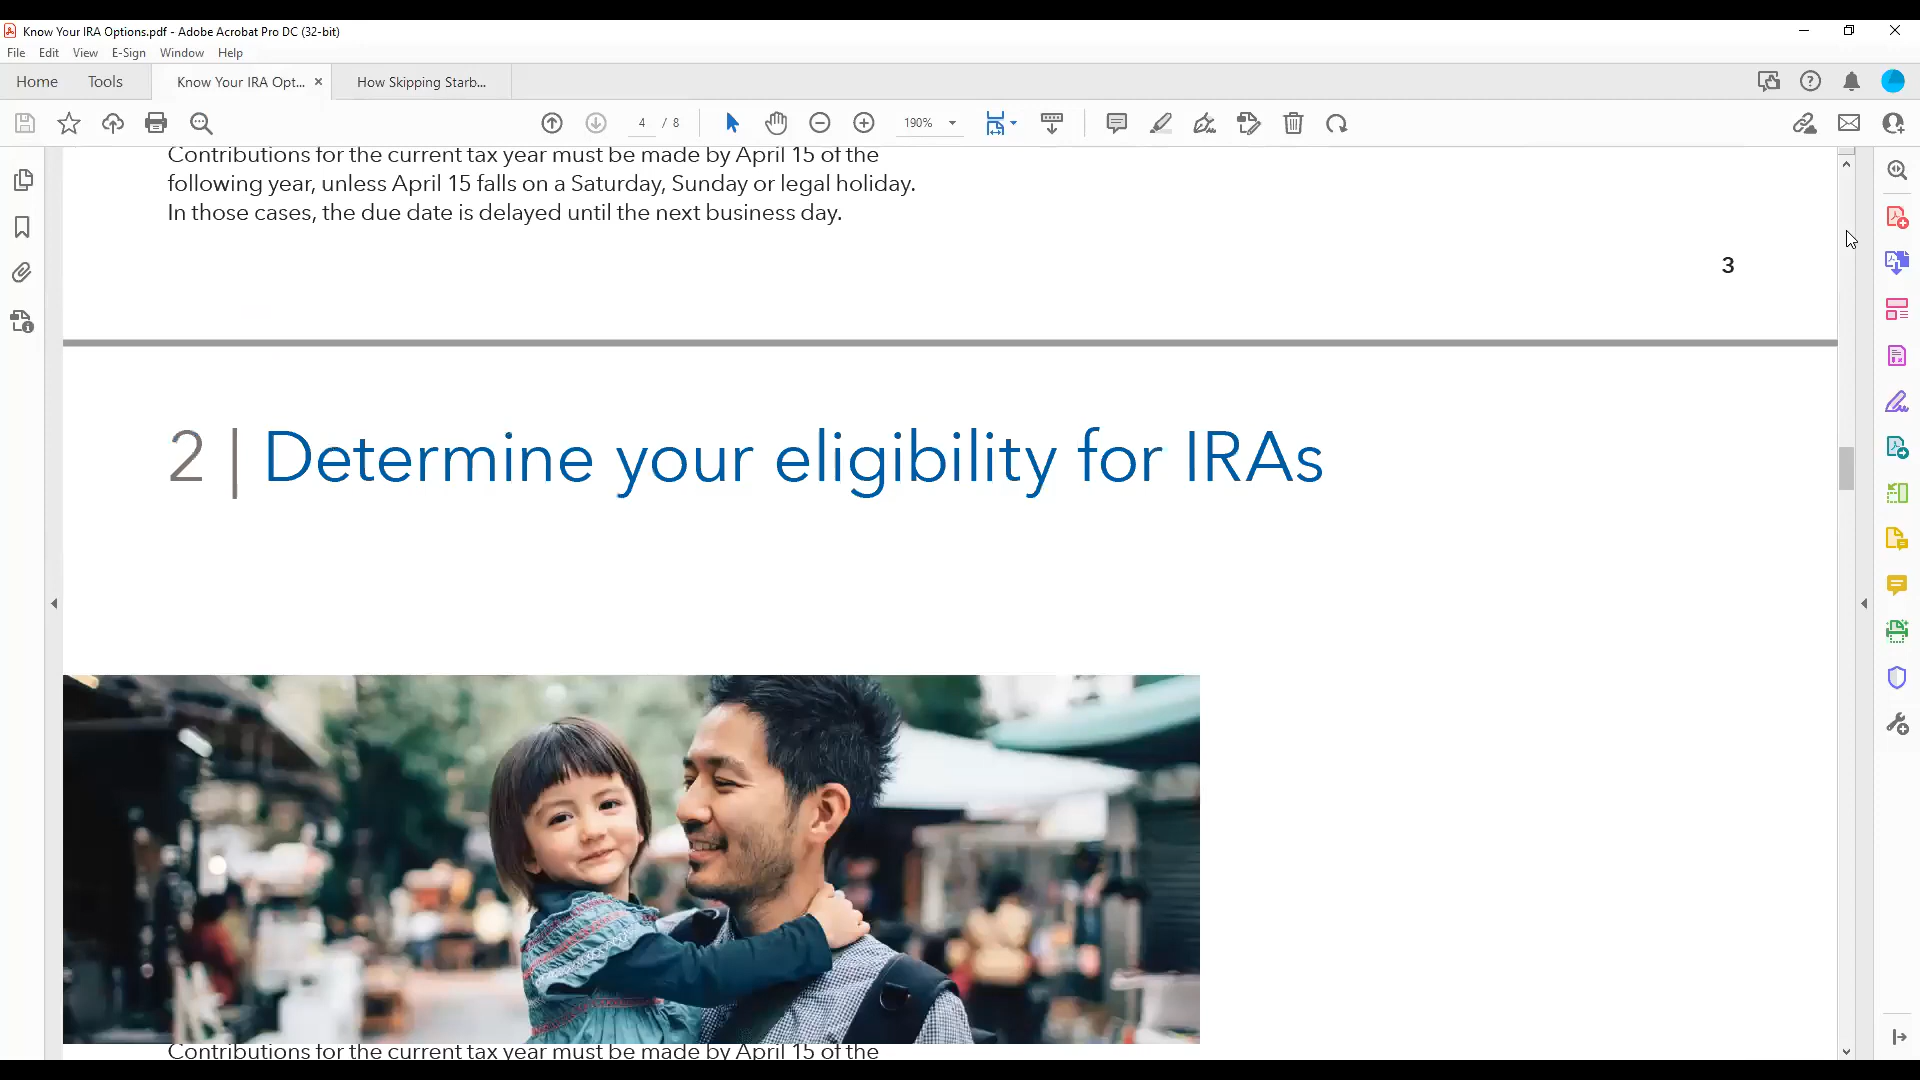 Know Your IRA Options.pdf - Adobe Acrobat Pro DC (32-bit)
File Edit View E-Sign Window Help
Home Tools Know Your IRA Opt... × How Skipping Starb...
4 / 8 190%
Contributions for the current tax year must be made by April 15 of the
following year, unless April 15 falls on a Saturday, Sunday or legal holiday.
In those cases, the due date is delayed until the next business day.
3
2 | Determine your eligibility for IRAs
Contributions for the current tax year must be made by April 15 of the